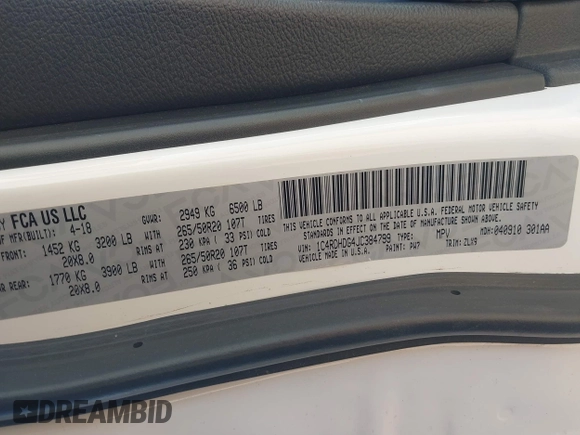 Y FCA US LLC
F MFR(BUILT): 4-18 GVWR: 2949 KG 6500 LB
FRONT: 1452 KG 3200 LB 265/50R20 107T TIRES
20X8.0 RIMS AT 230 KPA ( 33 PSI) COLD
R REAR: 1770 KG 3900 LB 265/50R20 107T TIRES
20X8.0 RIMS AT 250 KPA ( 36 PSI) COLD
THIS VEHICLE CONFORMS TO ALL APPLICABLE U.S.A. FEDERAL MOTOR VEHICLE SAFETY
STANDARDS IN EFFECT ON THE DATE OF MANUFACTURE SHOWN ABOVE.
VIN: 1C4RDHDG4JC384799 TYPE: MPV MDH:040910 301AA
MADE IN U.S.A. PAINT: PW7 TRIM: ZLX9
DREAMBID